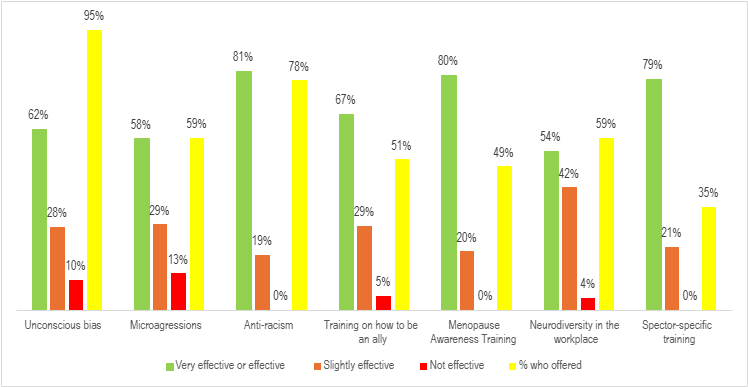 95%
81%
80%
79%
78%
67%
62%
58%
59%
59%
54%
51%
49%
42%
35%
28%
29%
29%
19%
20%
21%
10%
13%
0%
5%
0%
4%
0%
Unconscious bias
Microagressions
Anti-racism
Training on how to be
an ally
Menopause
Awareness Training
Neurodiversity in the
workplace
Spector-specific
training
Very effective or effective
Slightly effective
Not effective
% who offered